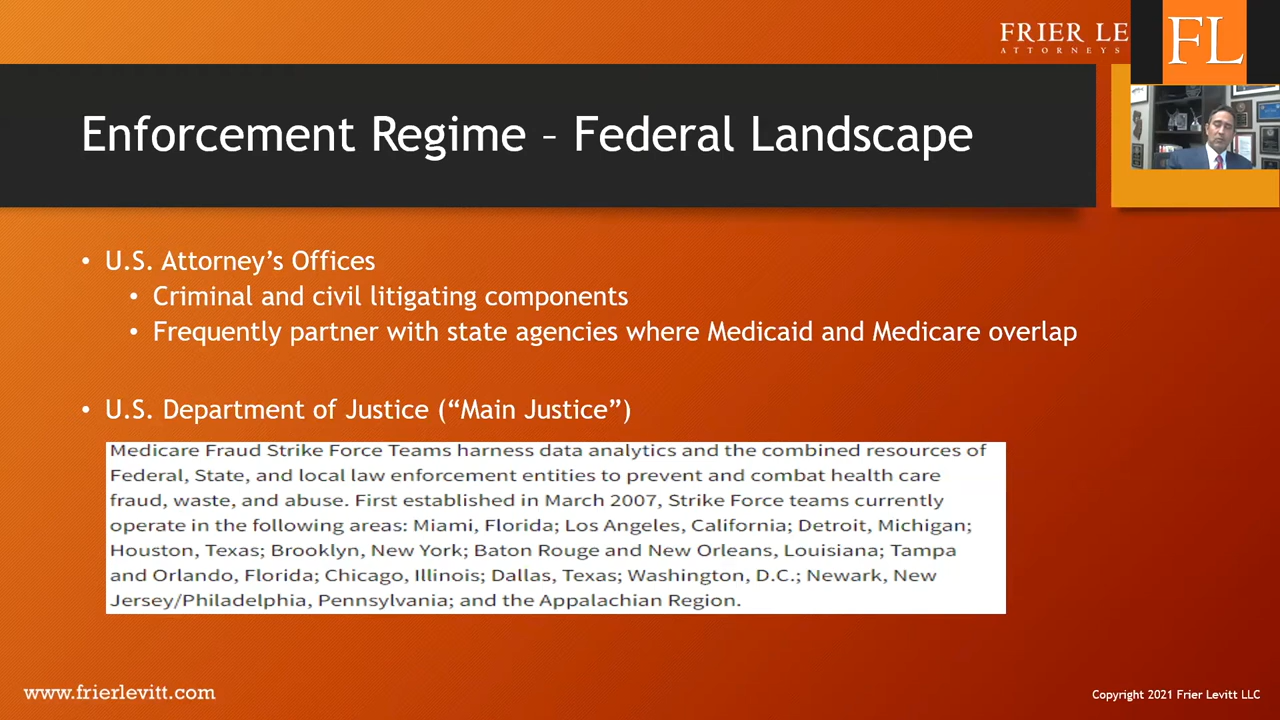 FRIER LE
ATTORNEYS
FL
Enforcement Regime – Federal Landscape
• U.S. Attorney’s Offices
• Criminal and civil litigating components
• Frequently partner with state agencies where Medicaid and Medicare overlap
• U.S. Department of Justice (“Main Justice”)
Medicare Fraud Strike Force Teams harness data analytics and the combined resources of
Federal, State, and local law enforcement entities to prevent and combat health care
fraud, waste, and abuse. First established in March 2007, Strike Force teams currently
operate in the following areas: Miami, Florida; Los Angeles, California; Detroit, Michigan;
Houston, Texas; Brooklyn, New York; Baton Rouge and New Orleans, Louisiana; Tampa
and Orlando, Florida; Chicago, Illinois; Dallas, Texas; Washington, D.C.; Newark, New
Jersey/Philadelphia, Pennsylvania; and the Appalachian Region.
www.frierlevitt.com
Copyright 2021 Frier Levitt LLC